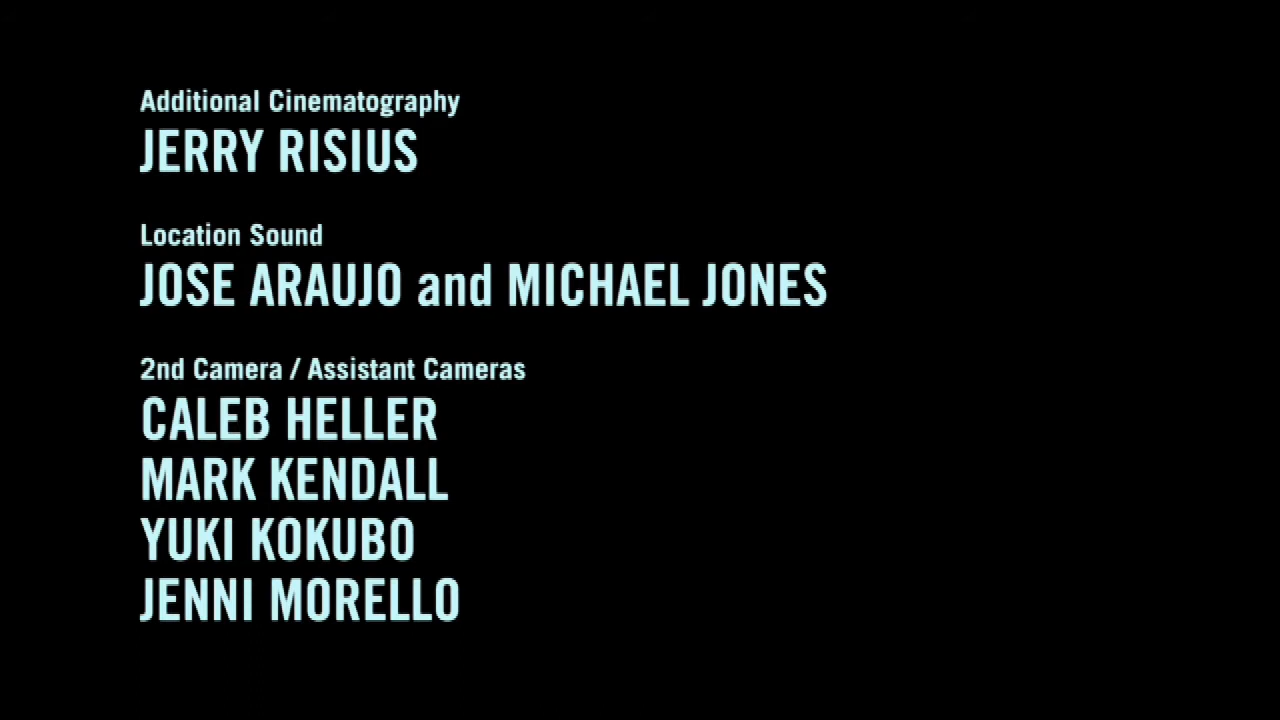 Additional Cinematography
JERRY RISIUS
Location Sound
JOSE ARAUJO and MICHAEL JONES
2nd Camera / Assistant Cameras
CALEB HELLER
MARK KENDALL
YUKI KOKUBO
JENNI MORELLO